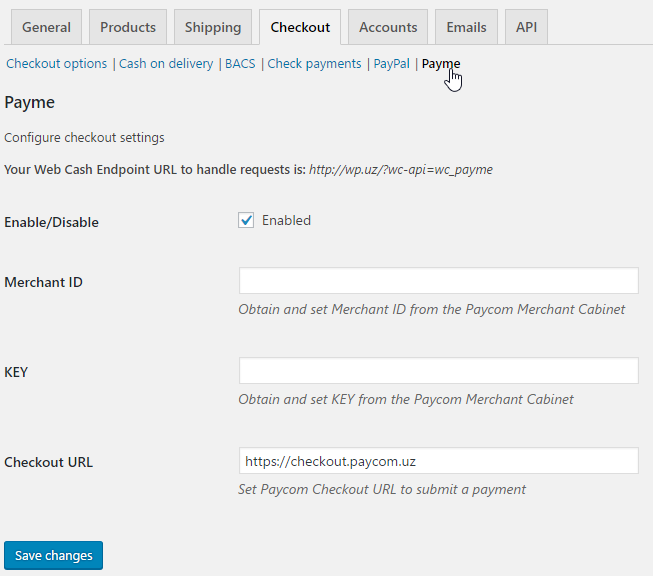 General Products Shipping Checkout Accounts Emails API
Checkout options | Cash on delivery | BACS | Check payments | PayPal | Payme
Payme
Configure checkout settings
Your Web Cash Endpoint URL to handle requests is: http://wp.uz/?wc-api=wc_payme
Enable/Disable Enabled
Merchant ID
Obtain and set Merchant ID from the Paycom Merchant Cabinet
KEY
Obtain and set KEY from the Paycom Merchant Cabinet
Checkout URL https://checkout.paycom.uz
Set Paycom Checkout URL to submit a payment
Save changes